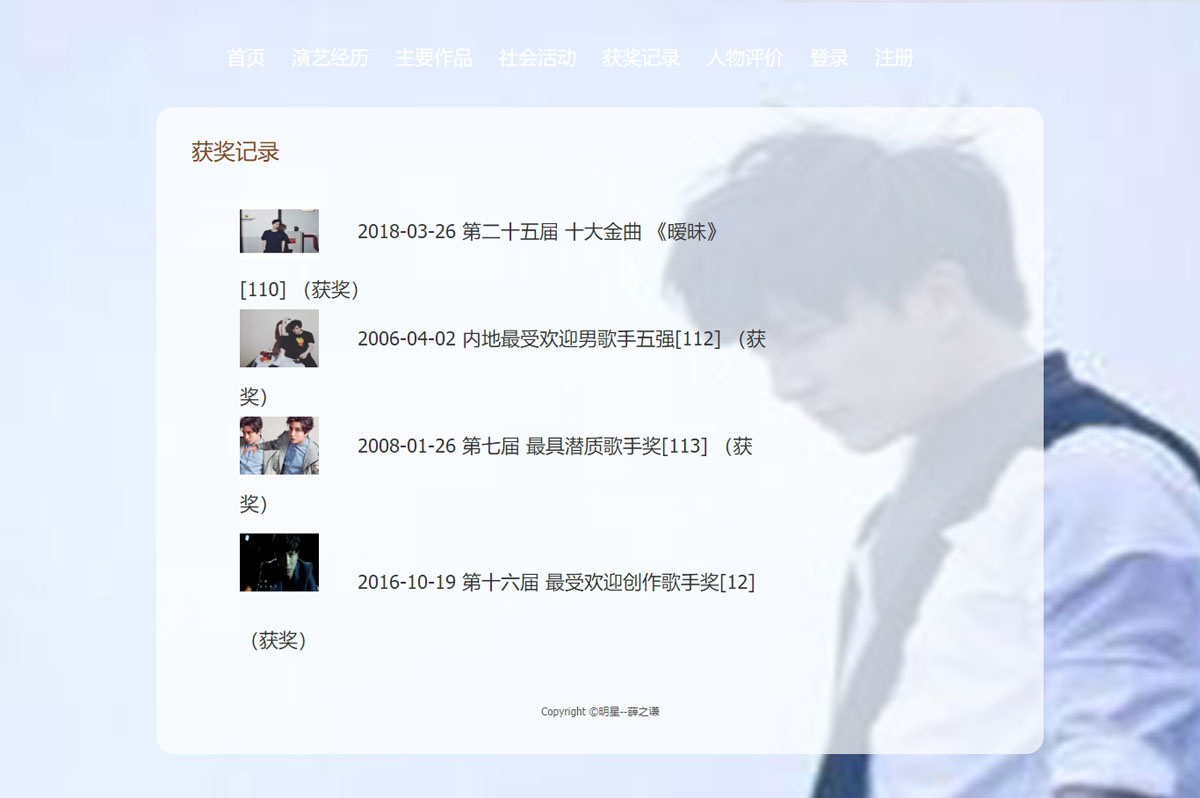 首页 演艺经历 主要作品 社会活动 获奖记录 人物评价 登录 注册
获奖记录
2018-03-26 第二十五届 十大金曲 《暧昧》
[110] （获奖）
2006-04-02 内地最受欢迎男歌手五强[112] （获
奖）
2008-01-26 第七届 最具潜质歌手奖[113] （获
奖）
2016-10-19 第十六届 最受欢迎创作歌手奖[12]
（获奖）
Copyright ©明星--薛之谦